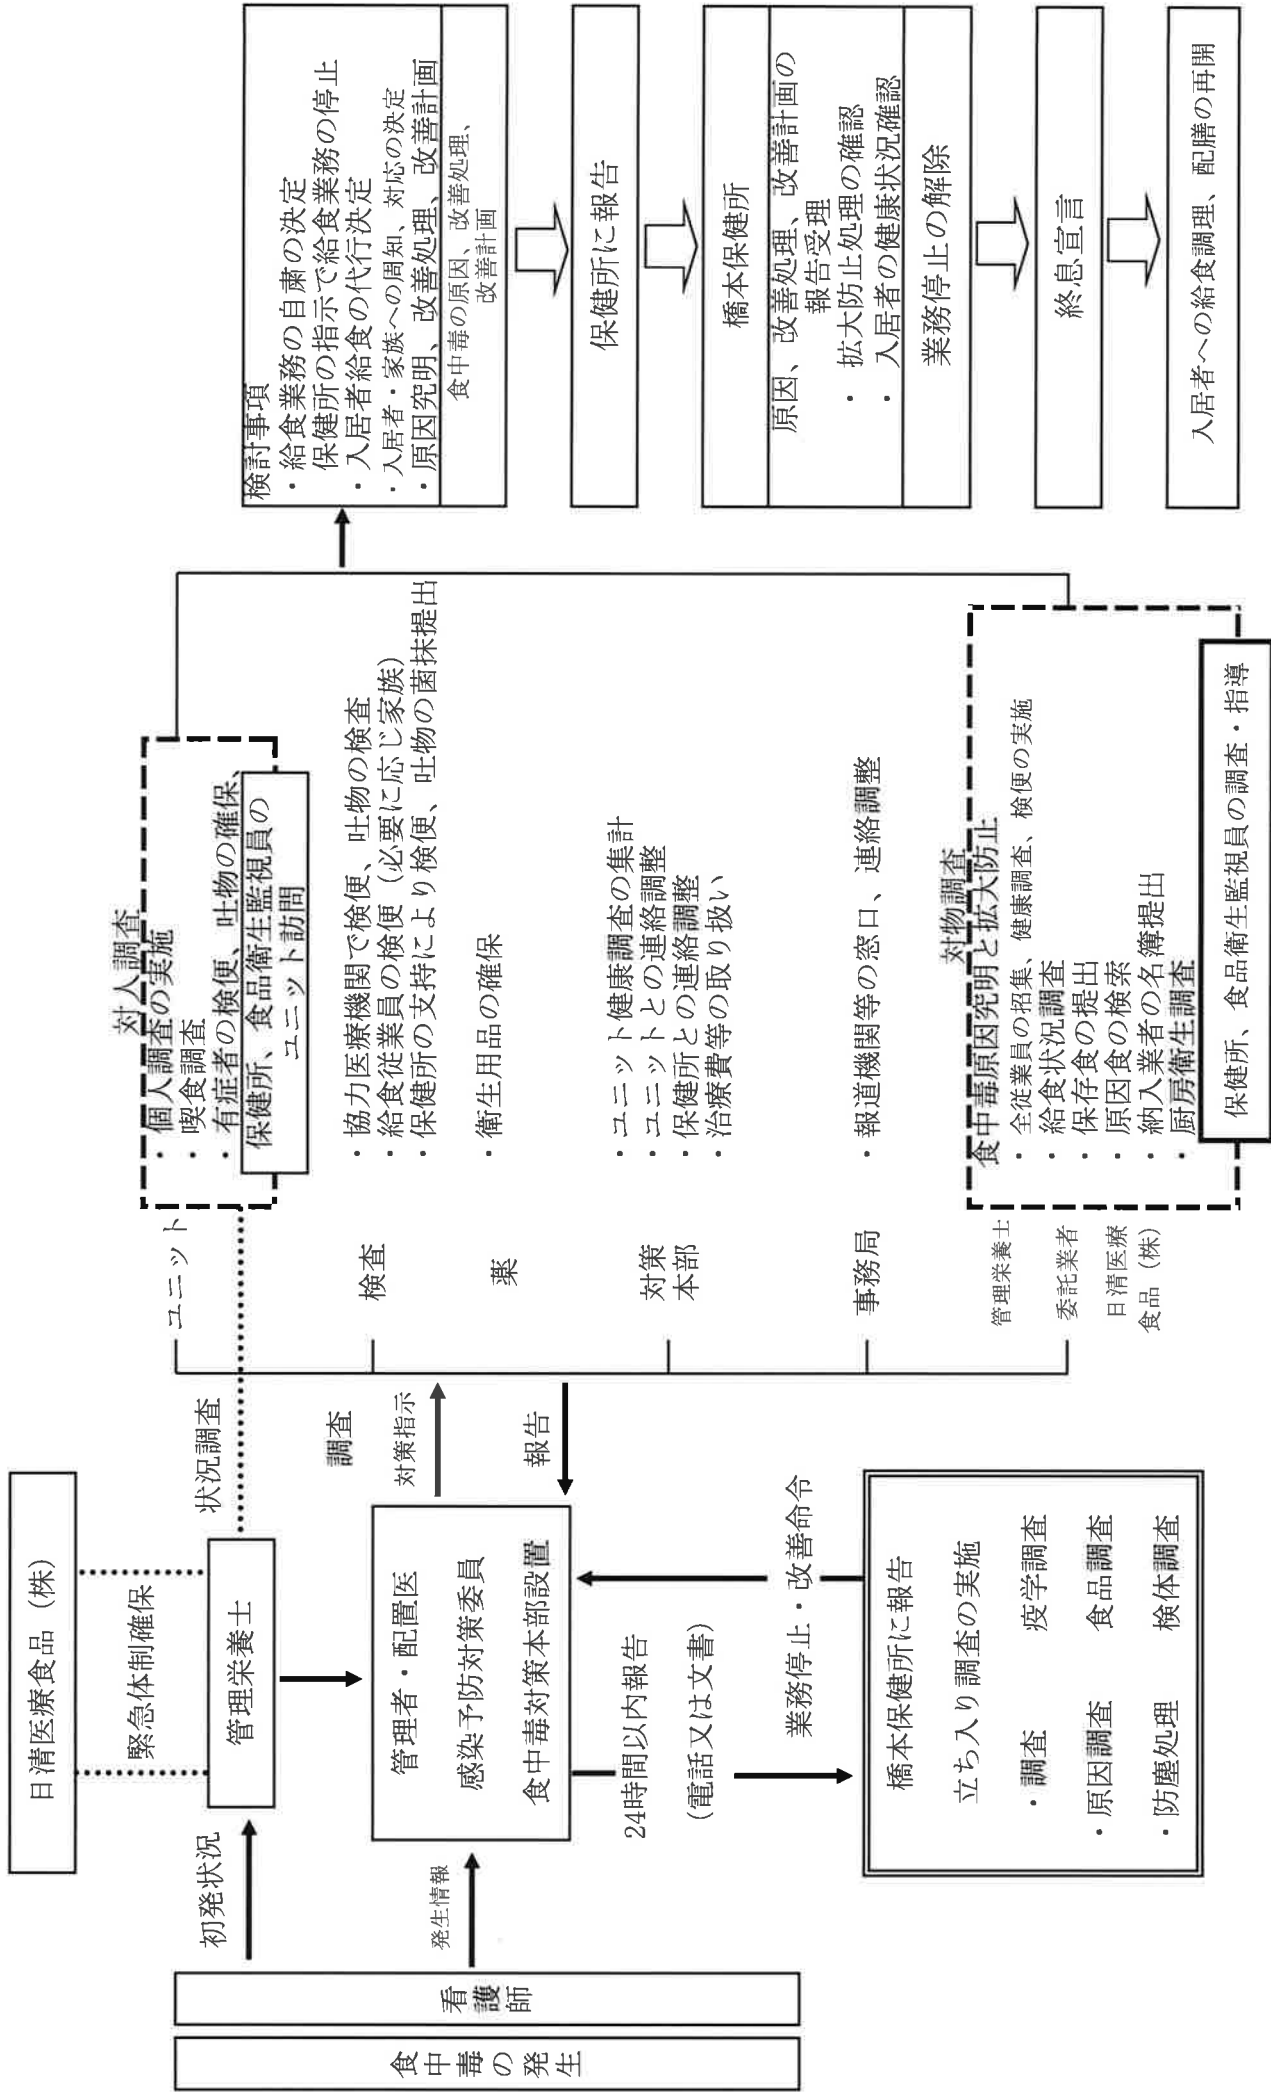 食中毒の発生
看護師
初発状況
発生情報
日清医療食品（株）
緊急体制確保
管理栄養士
状況調査
管理者・配置医
感染予防対策委員
食中毒対策本部設置
調査
対策指示
報告
24時間以内報告
（電話又は文書）
業務停止・改善命令
橋本保健所に報告
立ち入り調査の実施
・調査　疫学調査
・原因調査　食品調査
・防塵処理　検体調査
ユニット
対人調査
・個人調査の実施
・喫食調査
・有症者の検便、吐物の確保、
保健所、食品衛生監視員の
ユニット訪問
検査
・協力医療機関で検便、吐物の検査
・給食従業員の検便（必要に応じ家族）
・保健所の支持により検便、吐物の菌抹提出
薬
・衛生用品の確保
対策
本部
・ユニット健康調査の集計
・ユニットとの連絡調整
・保健所との連絡調整
・治療費等の取り扱い
事務局
・報道機関等の窓口、連絡調整
管理栄養士
委託業者
日清医療
食品（株）
対物調査
食中毒原因究明と拡大防止
・全従業員の招集、健康調査、検便の実施
・給食状況調査
・保存食の提出
・原因食の検索
・納入業者の名簿提出
・厨房衛生調査
保健所、食品衛生監視員の調査・指導
検討事項
・給食業務の自粛の決定
保健所の指示で給食業務の停止
・入居者給食の代行決定
・入居者・家族への周知、対応の決定
・原因究明、改善処理、改善計画
食中毒の原因、改善処理、
改善計画
保健所に報告
橋本保健所
原因、改善処理、改善計画の
報告受理
・拡大防止処理の確認
・入居者の健康状況確認
業務停止の解除
終息宣言
入居者への給食調理、配膳の再開